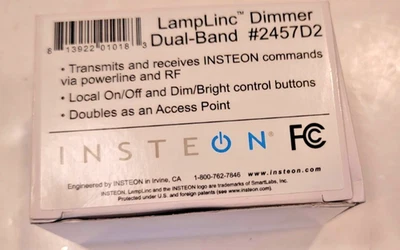 LampLinc™ Dimmer
Dual-Band #2457D2
8 13922 01018 3
• Transmits and receives INSTEON commands
via powerline and RF
• Local On/Off and Dim/Bright control buttons
• Doubles as an Access Point
INSTEON® FC
Engineered by INSTEON in Irvine, CA 1-800-762-7846 www.insteon.com
INSTEON, LampLinc and the INSTEON logo are trademarks of SmartLabs, Inc.
Protected under U.S. and foreign patents (see www.insteon.com).